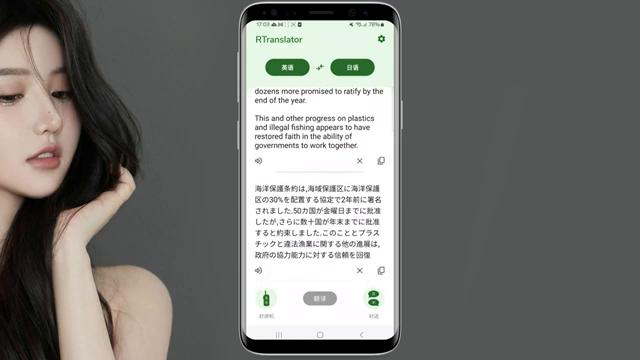 17:03
78%
RTranslator
英语
日语
dozens more promised to ratify by the
end of the year.
This and other progress on plastics
and illegal fishing appears to have
restored faith in the ability of
governments to work together.
海洋保護条約は,海域保護区に海洋保護
区の30%を配置する協定で2年前に署名
されました.50カ国が金曜日までに批准
したが,さらに数十国が年末までに批准
すると約束しました.このこととプラス
チックと違法漁業に関する他の進展は,
政府の協力能力に対する信頼を回復
对讲机
翻译
对话